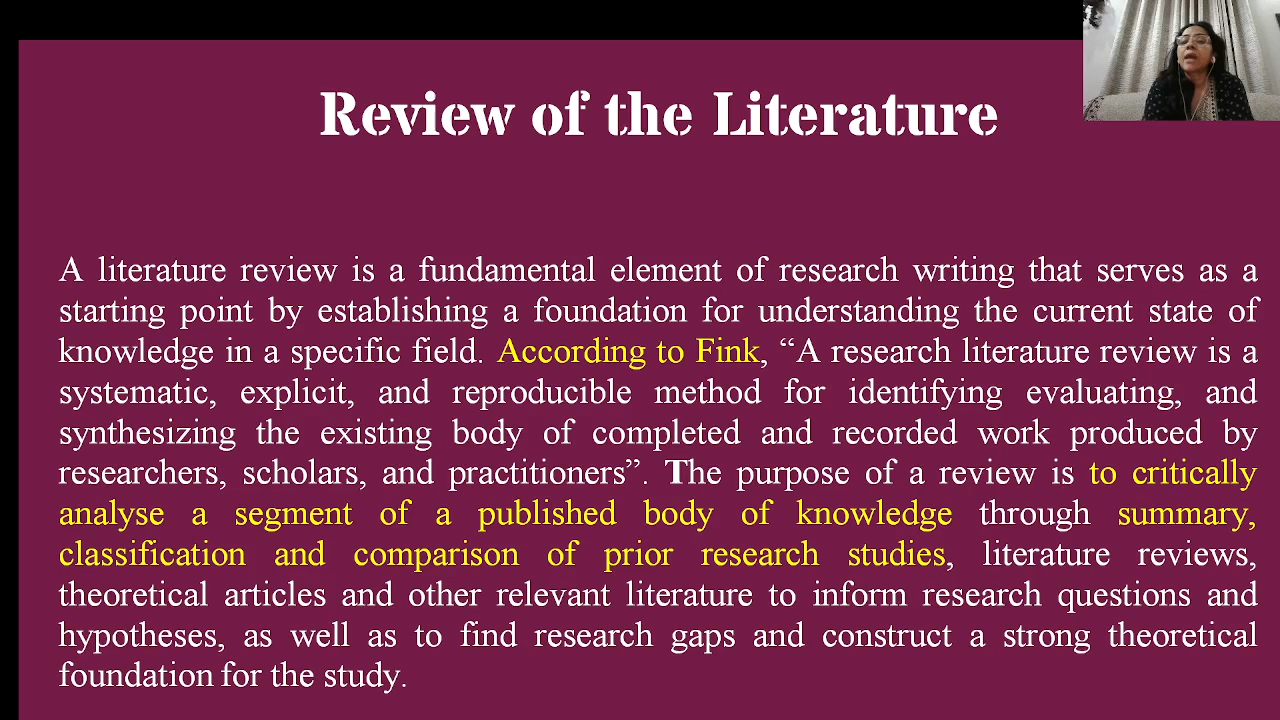 Review of the Literature
A literature review is a fundamental element of research writing that serves as a
starting point by establishing a foundation for understanding the current state of
knowledge in a specific field. According to Fink, “A research literature review is a
systematic, explicit, and reproducible method for identifying evaluating, and
synthesizing the existing body of completed and recorded work produced by
researchers, scholars, and practitioners”. The purpose of a review is to critically
analyse a segment of a published body of knowledge through summary,
classification and comparison of prior research studies, literature reviews,
theoretical articles and other relevant literature to inform research questions and
hypotheses, as well as to find research gaps and construct a strong theoretical
foundation for the study.